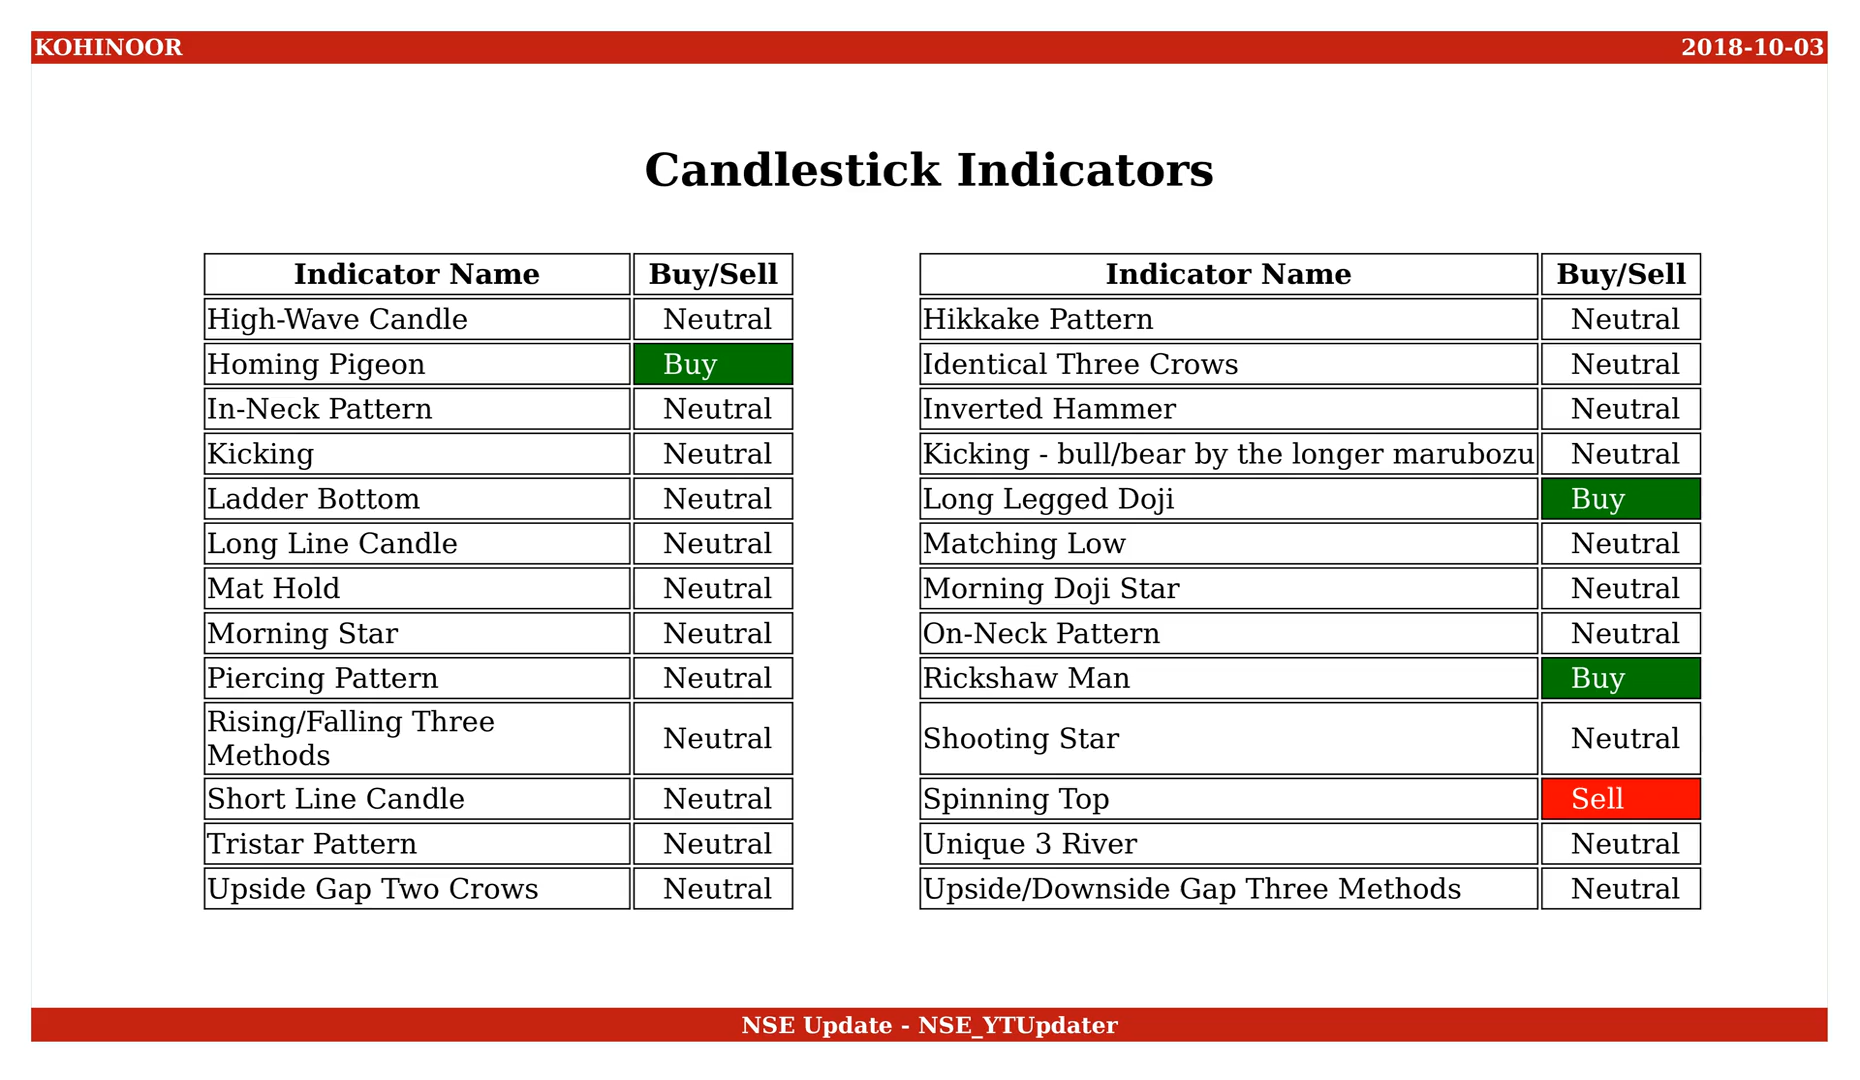 KOHINOOR 2018-10-03
Candlestick Indicators
Indicator Name Buy/Sell
High-Wave Candle Neutral
Homing Pigeon Buy
In-Neck Pattern Neutral
Kicking Neutral
Ladder Bottom Neutral
Long Line Candle Neutral
Mat Hold Neutral
Morning Star Neutral
Piercing Pattern Neutral
Rising/Falling Three
Methods Neutral
Short Line Candle Neutral
Tristar Pattern Neutral
Upside Gap Two Crows Neutral
Indicator Name Buy/Sell
Hikkake Pattern Neutral
Identical Three Crows Neutral
Inverted Hammer Neutral
Kicking - bull/bear by the longer marubozu Neutral
Long Legged Doji Buy
Matching Low Neutral
Morning Doji Star Neutral
On-Neck Pattern Neutral
Rickshaw Man Buy
Shooting Star Neutral
Spinning Top Sell
Unique 3 River Neutral
Upside/Downside Gap Three Methods Neutral
NSE Update - NSE_YTUpdater